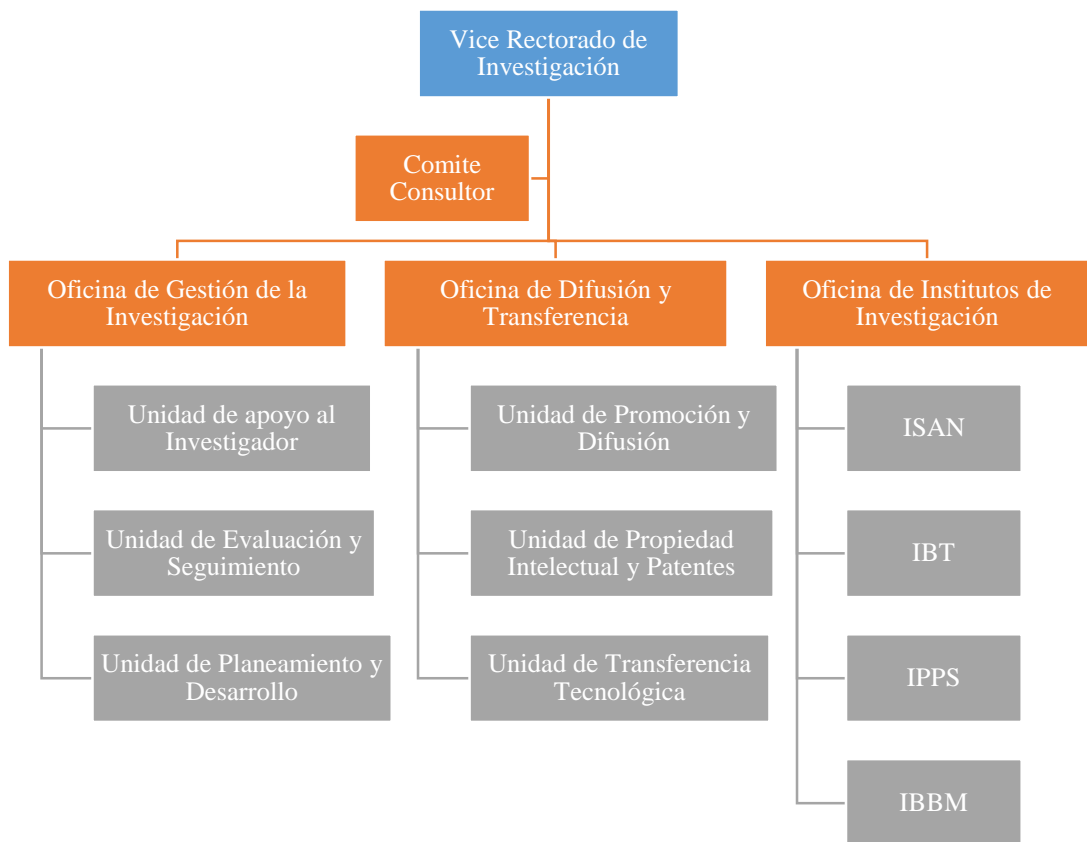 Vice Rectorado de
Investigación
Comite
Consultor
Oficina de Gestión de la
Investigación
Oficina de Difusión y
Transferencia
Oficina de Institutos de
Investigación
Unidad de apoyo al
Investigador
Unidad de Promoción y
Difusión
ISAN
Unidad de Evaluación y
Seguimiento
Unidad de Propiedad
Intelectual y Patentes
IBT
Unidad de Planeamiento y
Desarrollo
Unidad de Transferencia
Tecnológica
IPPS
IBBM